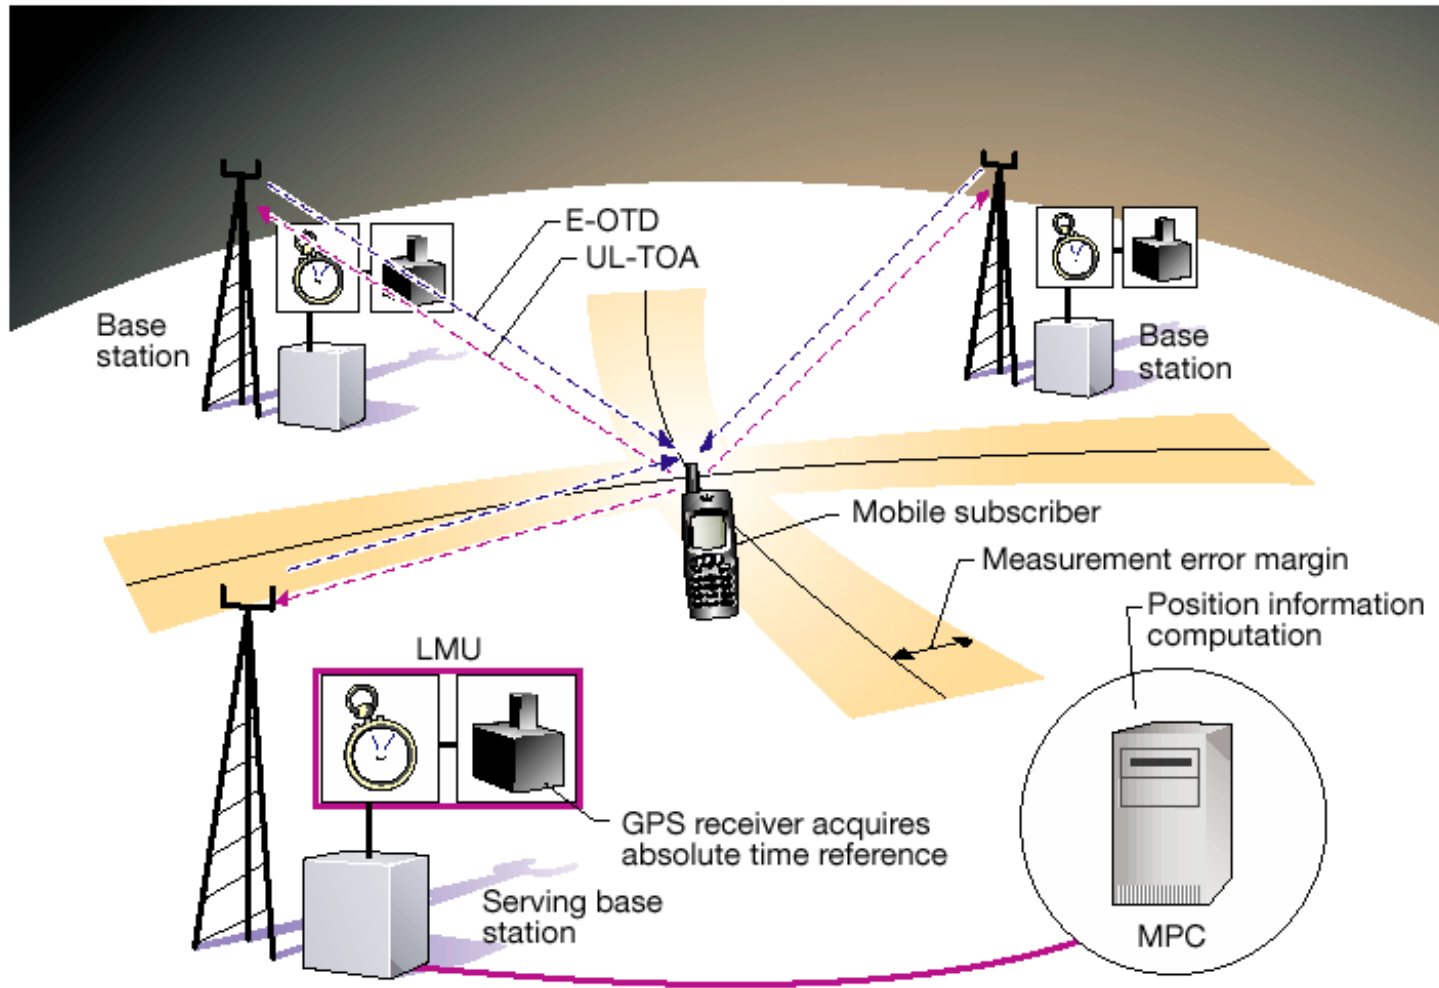 E-OTD
UL-TOA
Base
station
Base
station
Mobile subscriber
Measurement error margin
Position information
computation
LMU
GPS receiver acquires
absolute time reference
Serving base
station
MPC